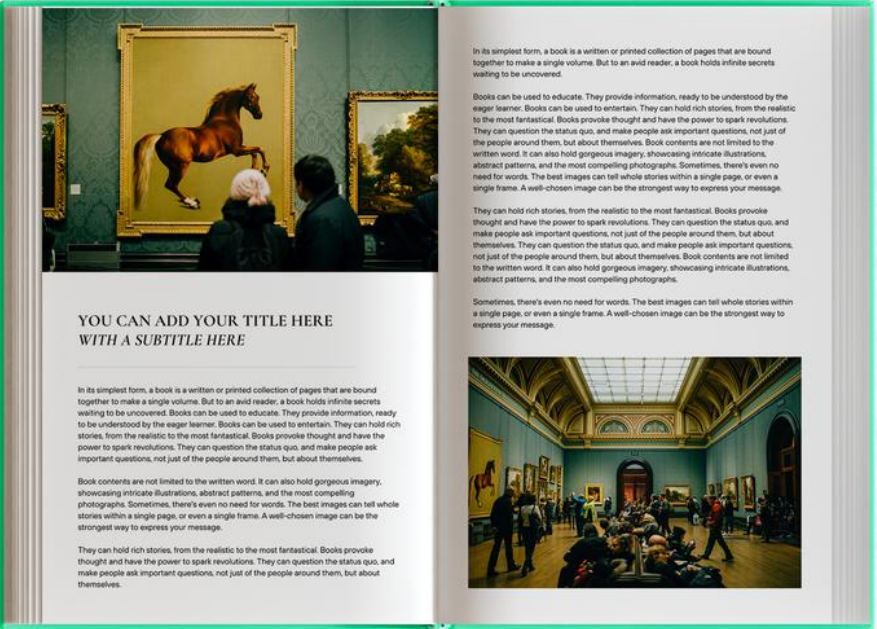 YOU CAN ADD YOUR TITLE HERE
WITH A SUBTITLE HERE
In its simplest form, a book is a written or printed collection of pages that are bound
together to make a single volume. But to an avid reader, a book holds infinite secrets
waiting to be uncovered. Books can be used to educate. They provide information, ready
to be understood by the eager learner. Books can be used to entertain. They can hold rich
stories, from the realistic to the most fantastical. Books provoke thought and have the
power to spark revolutions. They can question the status quo, and make people ask
important questions, not just of the people around them, but about themselves.
Book contents are not limited to the written word. It can also hold gorgeous imagery,
showcasing intricate illustrations, abstract patterns, and the most compelling
photographs. Sometimes, there's even no need for words. The best images can tell whole
stories within a single page, or even a single frame. A well-chosen image can be the
strongest way to express your message.
They can hold rich stories, from the realistic to the most fantastical. Books provoke
thought and have the power to spark revolutions. They can question the status quo, and
make people ask important questions, not just of the people around them, but about
themselves.
In its simplest form, a book is a written or printed collection of pages that are bound
together to make a single volume. But to an avid reader, a book holds infinite secrets
waiting to be uncovered.
Books can be used to educate. They provide information, ready to be understood by the
eager learner. Books can be used to entertain. They can hold rich stories, from the realistic
to the most fantastical. Books provoke thought and have the power to spark revolutions.
They can question the status quo, and make people ask important questions, not just of
the people around them, but about themselves. Book contents are not limited to the
written word. It can also hold gorgeous imagery, showcasing intricate illustrations,
abstract patterns, and the most compelling photographs. Sometimes, there's even no
need for words. The best images can tell whole stories within a single page, or even a
single frame. A well-chosen image can be the strongest way to express your message.
They can hold rich stories, from the realistic to the most fantastical. Books provoke
thought and have the power to spark revolutions. They can question the status quo, and
make people ask important questions, not just of the people around them, but about
themselves. They can question the status quo, and make people ask important questions,
not just of the people around them, but about themselves. Book contents are not limited
to the written word. It can also hold gorgeous imagery, showcasing intricate illustrations,
abstract patterns, and the most compelling photographs.
Sometimes, there's even no need for words. The best images can tell whole stories within
a single page, or even a single frame. A well-chosen image can be the strongest way to
express your message.